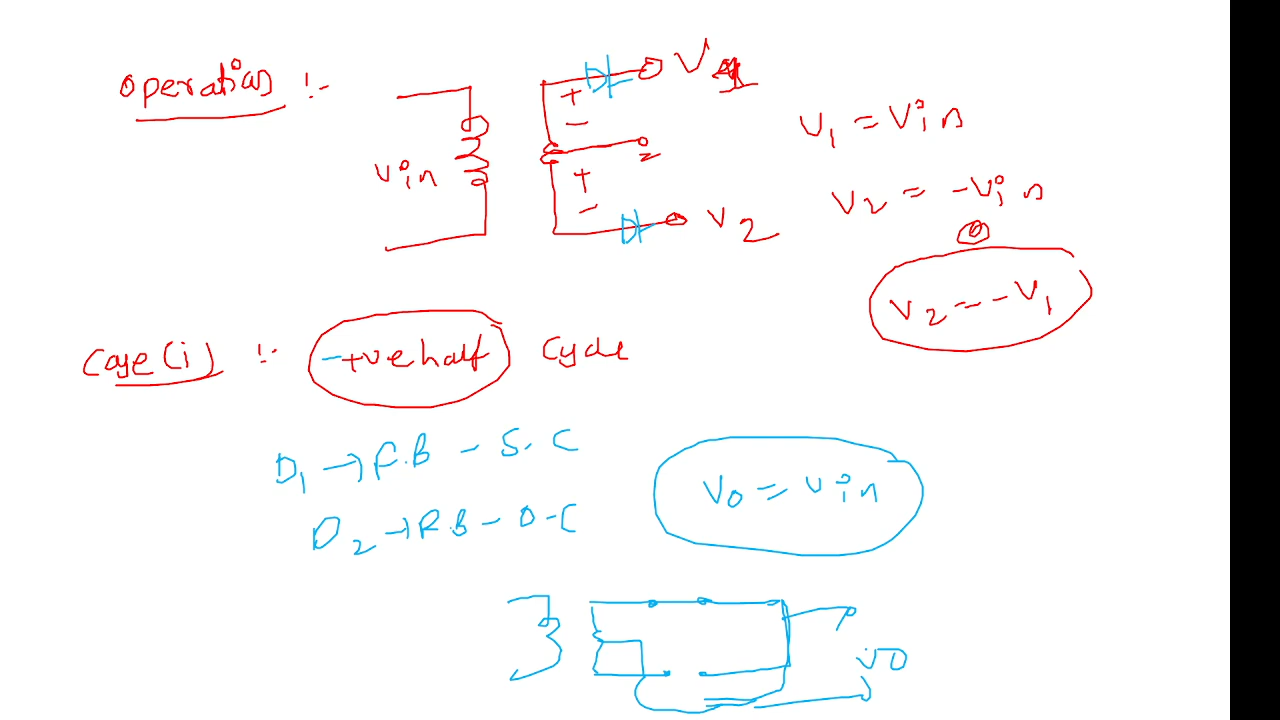 Operation :-
V1
Vin
+
-
2
+
-
V2
V1 = Vin
V2 = -Vin
V2 = -V1
Case (i) :- +ve half cycle
D1 → F.B - S.C
D2 → R.B - O.C
V0 = Vin
V0